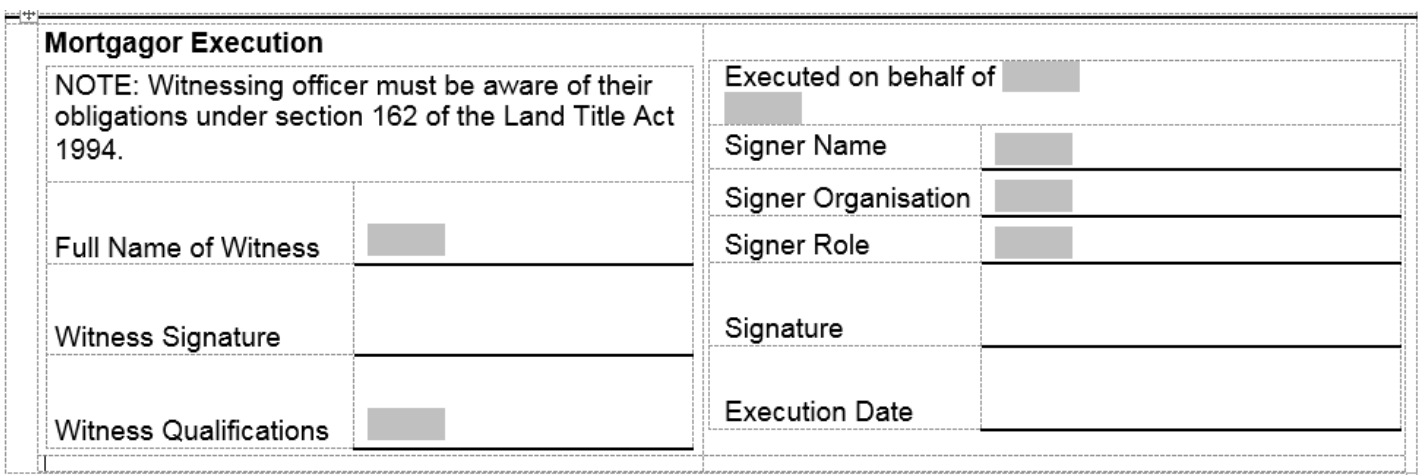 Mortgagor Execution
NOTE: Witnessing officer must be aware of their
obligations under section 162 of the Land Title Act
1994.
Full Name of Witness
Witness Signature
Witness Qualifications
Executed on behalf of
Signer Name
Signer Organisation
Signer Role
Signature
Execution Date